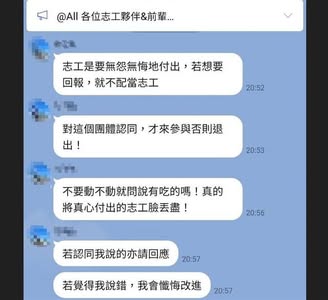 @All 各位志工夥伴&前輩...
志工是要無怨無悔地付出，若想要
回報，就不配當志工
20:52
對這個團體認同，才來參與否則退
出！
20:53
不要動不動就問說有吃的嗎！真的
將真心付出的志工臉丟盡！
20:56
若認同我說的亦請回應
20:57
若覺得我說錯，我會懺悔改進
20:57